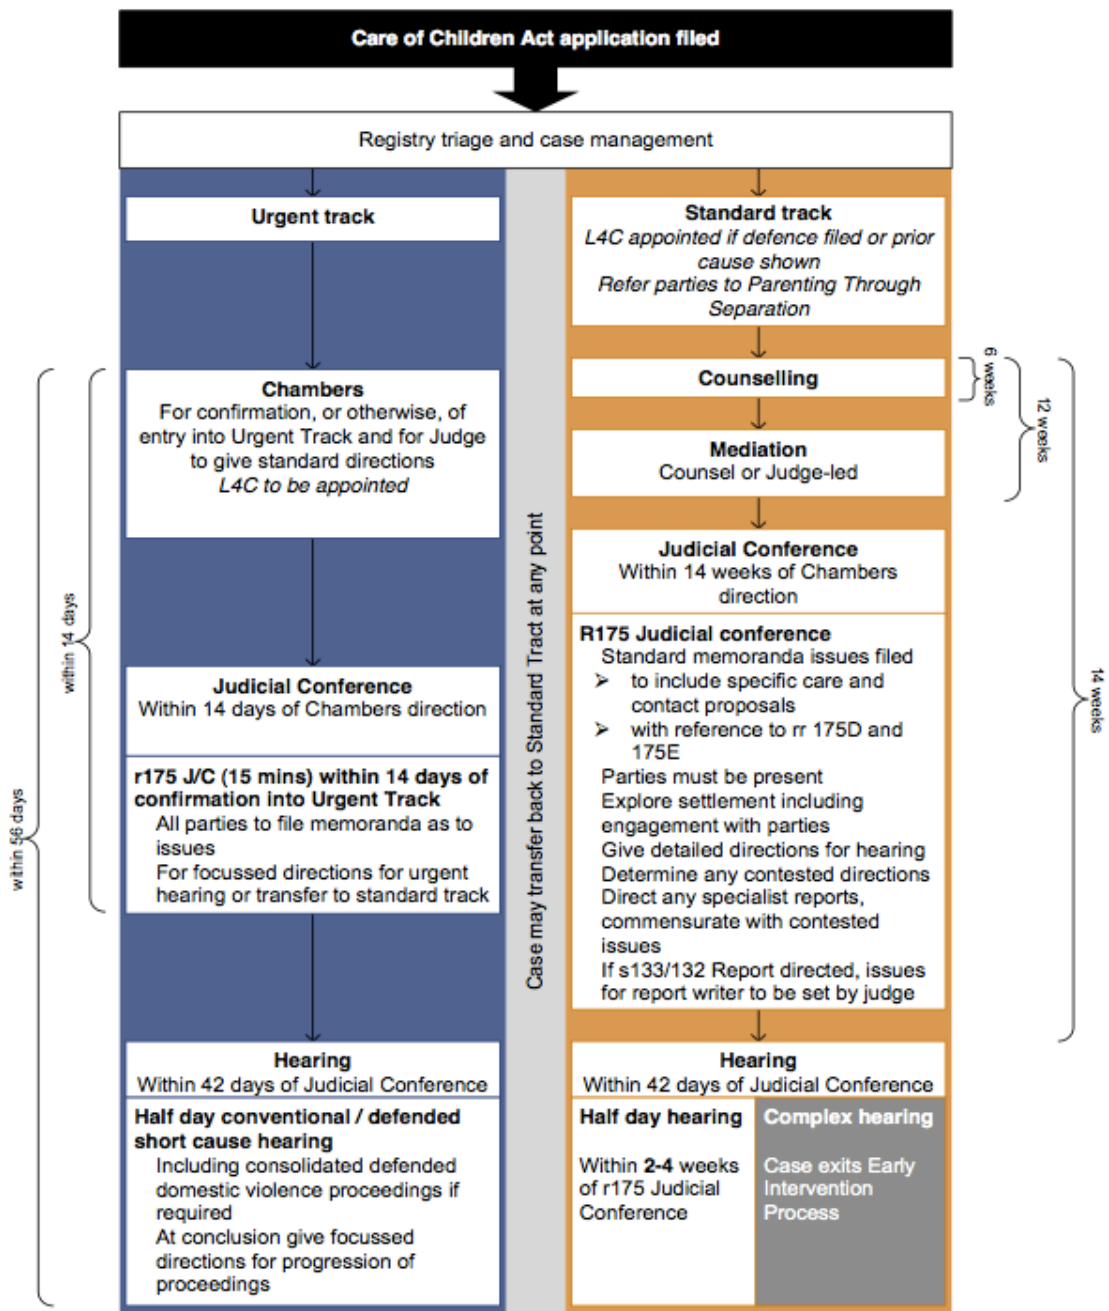 Care of Children Act application filed
Registry triage and case management
Urgent track
Chambers
For confirmation, or otherwise, of
entry into Urgent Track and for Judge
to give standard directions
L4C to be appointed
Judicial Conference
Within 14 days of Chambers direction
r175 J/C (15 mins) within 14 days of
confirmation into Urgent Track
All parties to file memoranda as to
issues
For focussed directions for urgent
hearing or transfer to standard track
Hearing
Within 42 days of Judicial Conference
Half day conventional / defended
short cause hearing
Including consolidated defended
domestic violence proceedings if
required
At conclusion give focussed
directions for progression of
proceedings
within 14 days
within 56 days
Case may transfer back to Standard Tract at any point
Standard track
L4C appointed if defence filed or prior
cause shown
Refer parties to Parenting Through
Separation
Counselling
Mediation
Counsel or Judge-led
Judicial Conference
Within 14 weeks of Chambers
direction
R175 Judicial conference
Standard memoranda issues filed
➢ to include specific care and
contact proposals
➢ with reference to rr 175D and
175E
Parties must be present
Explore settlement including
engagement with parties
Give detailed directions for hearing
Determine any contested directions
Direct any specialist reports,
commensurate with contested
issues
If s133/132 Report directed, issues
for report writer to be set by judge
Hearing
Within 42 days of Judicial Conference
Half day hearing
Within 2-4 weeks
of r175 Judicial
Conference
Complex hearing
Case exits Early
Intervention
Process
6 weeks
12 weeks
14 weeks